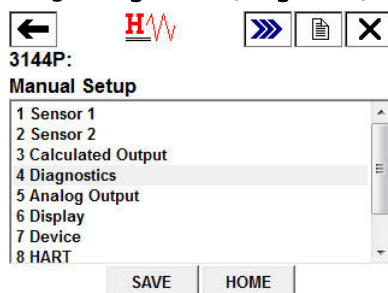 H
3144P:
Manual Setup
1 Sensor 1
2 Sensor 2
3 Calculated Output
4 Diagnostics
5 Analog Output
6 Display
7 Device
8 HART
SAVE HOME